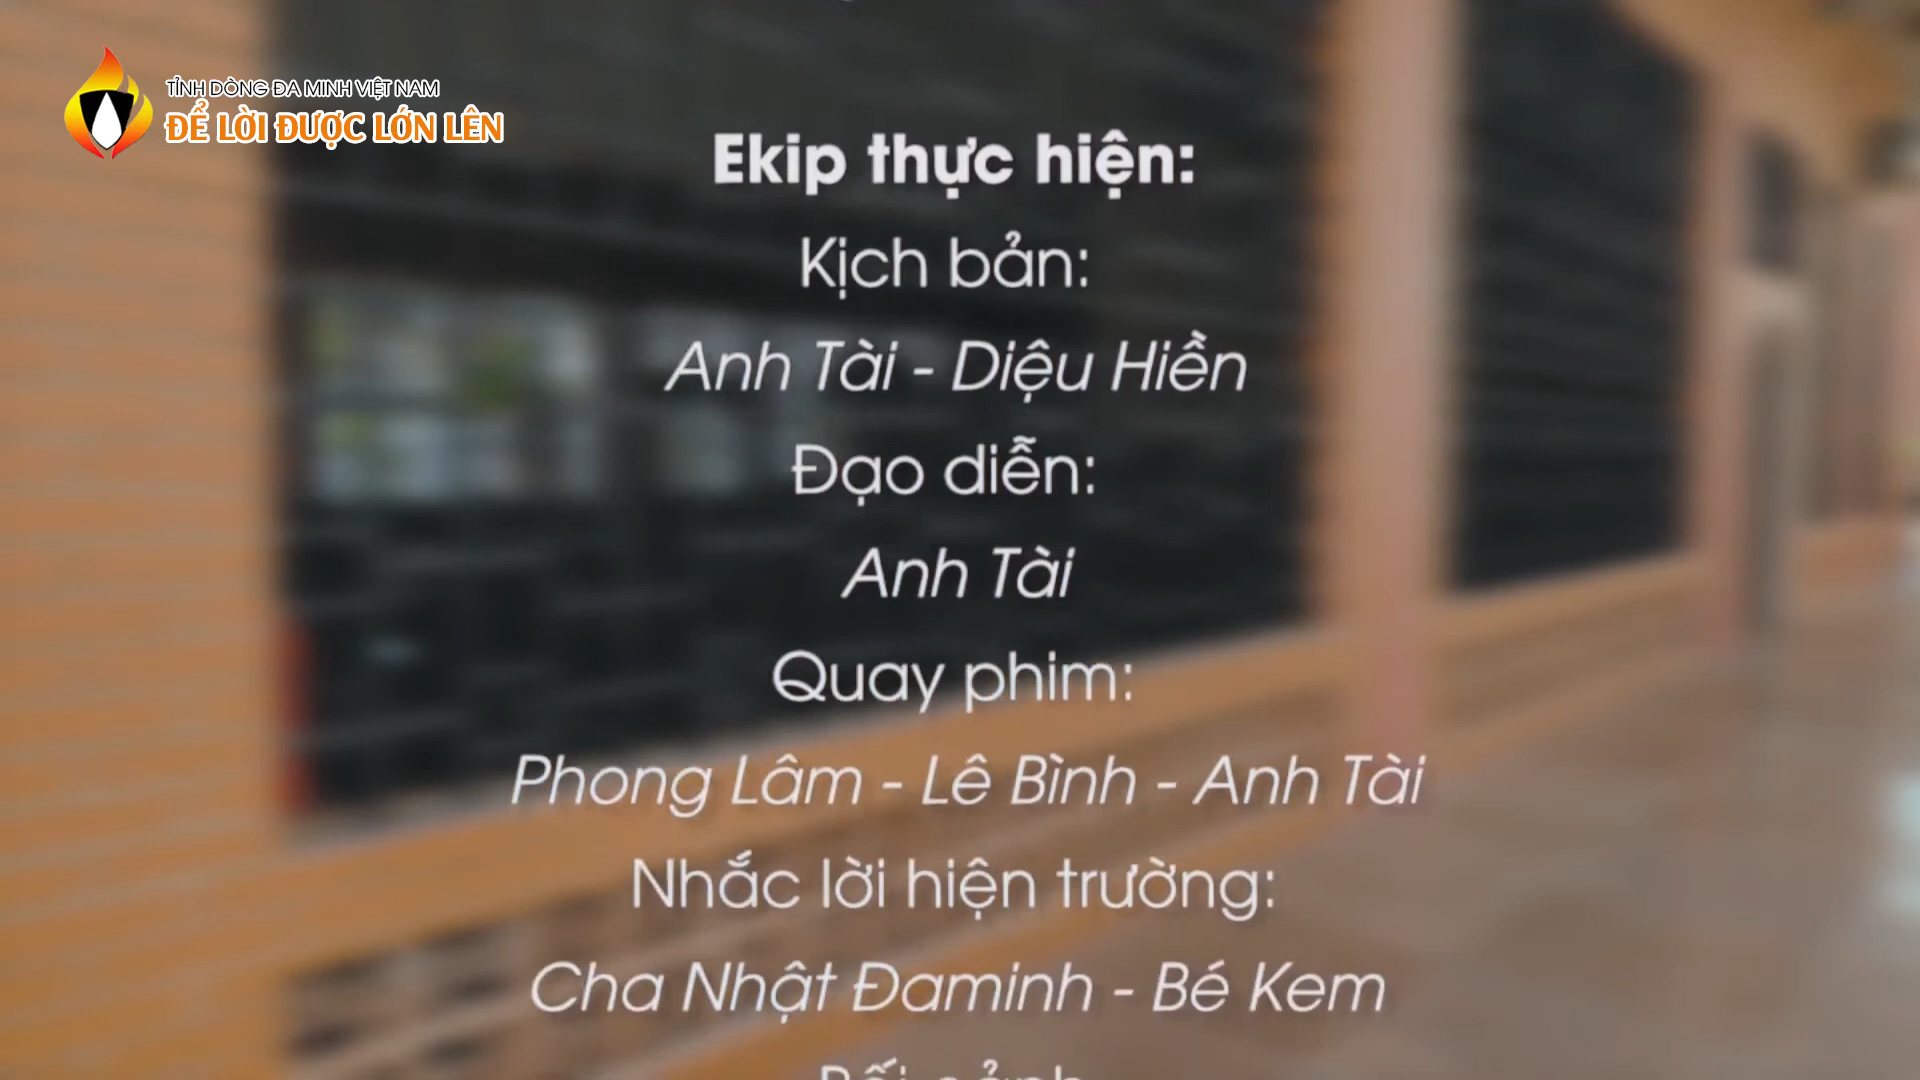 TỈNH DÒNG ĐA MINH VIỆT NAM
ĐỂ LỜI ĐƯỢC LỚN LÊN
Ekip thực hiện:
Kịch bản:
Anh Tài - Diệu Hiền
Đạo diễn:
Anh Tài
Quay phim:
Phong Lâm - Lê Bình - Anh Tài
Nhắc lời hiện trường:
Cha Nhật Đaminh - Bé Kem